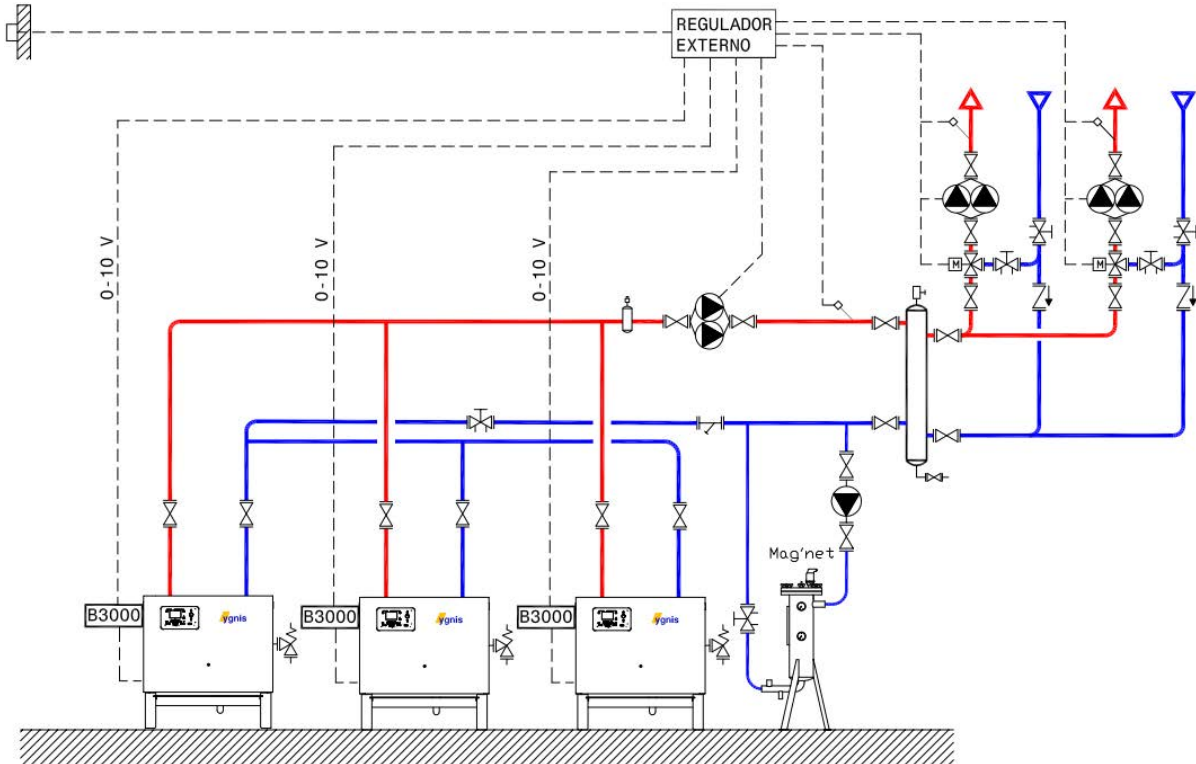 REGULADOR
EXTERNO
0-10 V
0-10 V
0-10 V
M
M
Mag'net
B3000
ygnis
B3000
ygnis
B3000
ygnis